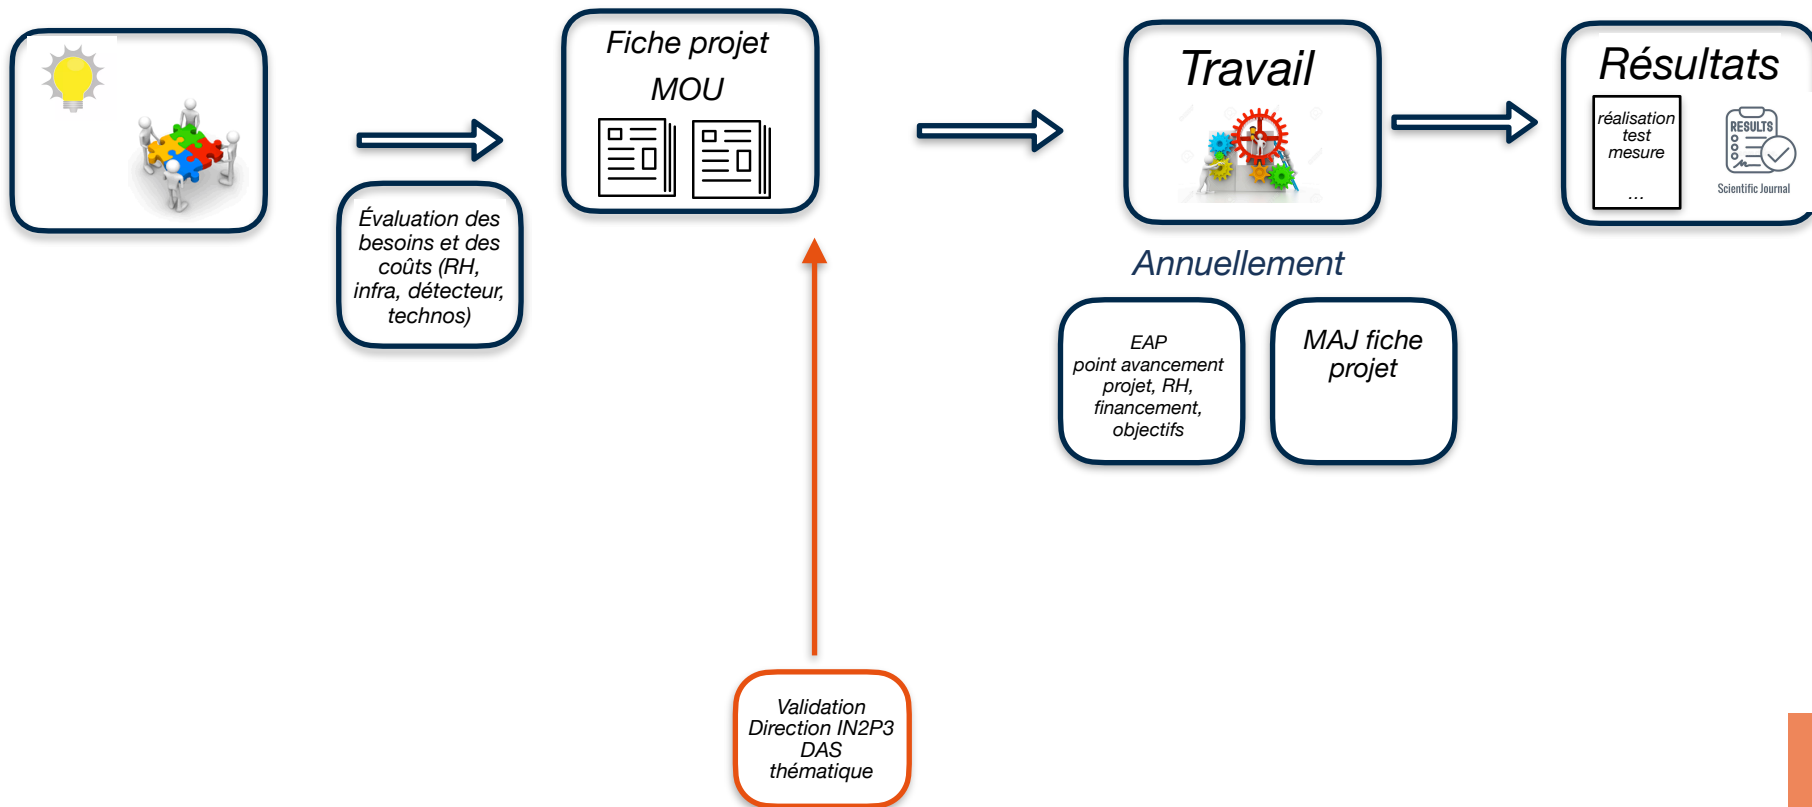 Fiche projet
MOU
Évaluation des
besoins et des
coûts (RH,
infra, détecteur,
technos)
Travail
Résultats
réalisation
test
mesure
...
RESULTS
Scientific Journal
Annuellement
EAP
point avancement
projet, RH,
financement,
objectifs
MAJ fiche
projet
Validation
Direction IN2P3
DAS
thématique